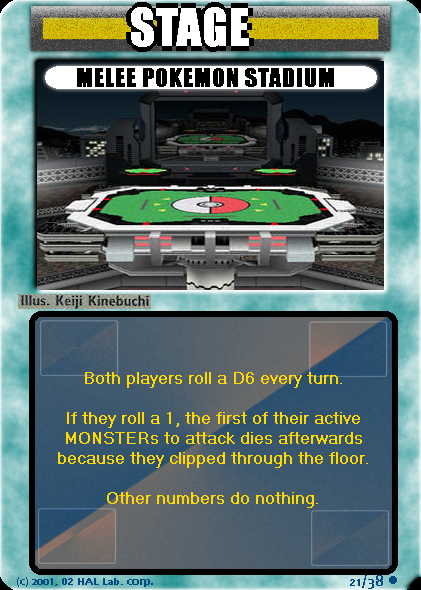 STAGE
MELEE POKEMON STADIUM
Illus. Keiji Kinebuchi
Both players roll a D6 every turn.
If they roll a 1, the first of their active
MONSTERs to attack dies afterwards
because they clipped through the floor.
Other numbers do nothing.
(c) 2001, 02 HAL Lab. corp.
21/38